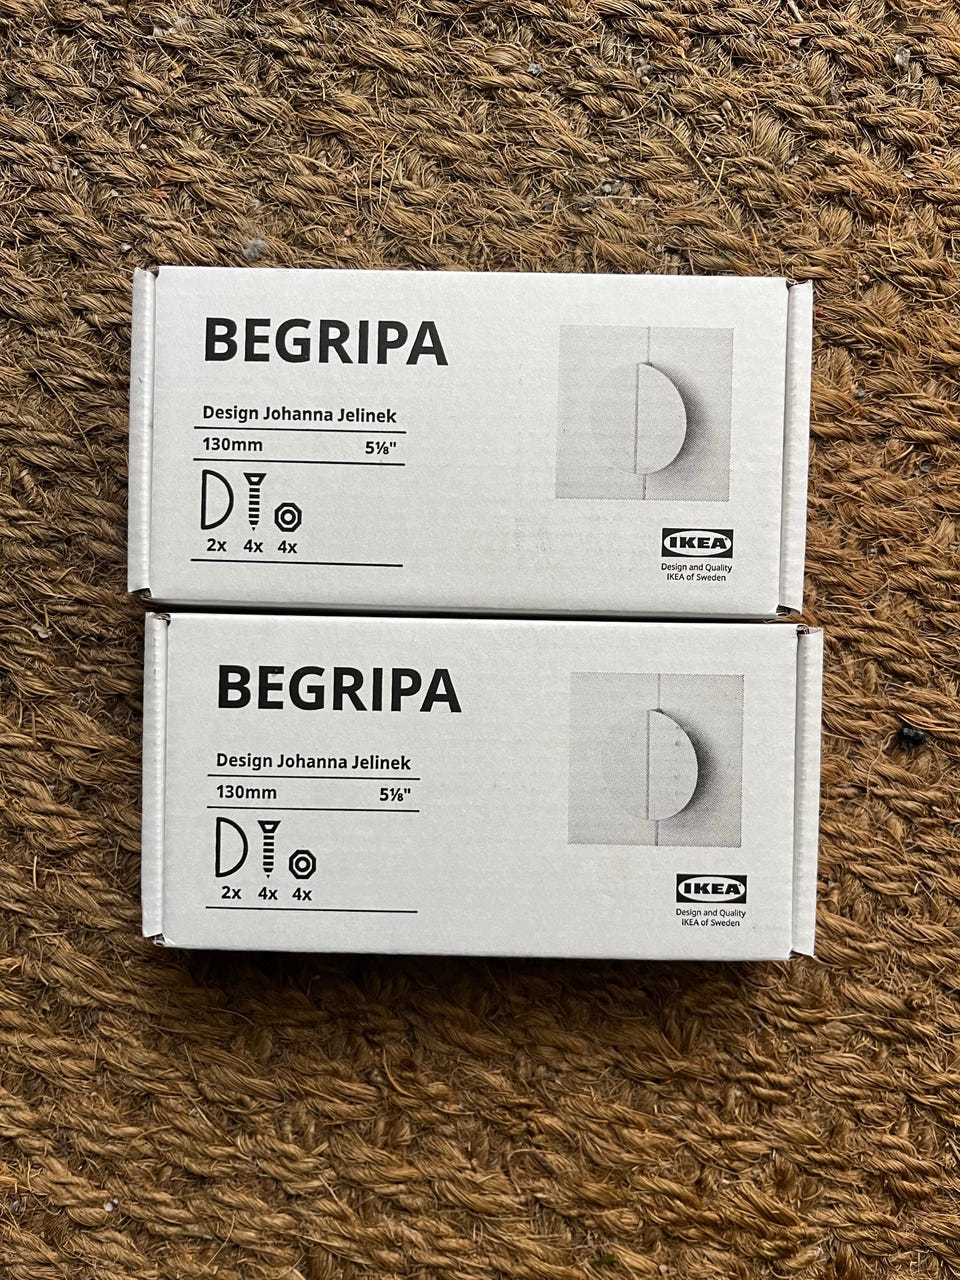 BEGRIPA
Design Johanna Jelinek
130mm 5⅛"
2x 4x 4x
IKEA
Design and Quality
IKEA of Sweden
BEGRIPA
Design Johanna Jelinek
130mm 5⅛"
2x 4x 4x
IKEA
Design and Quality
IKEA of Sweden